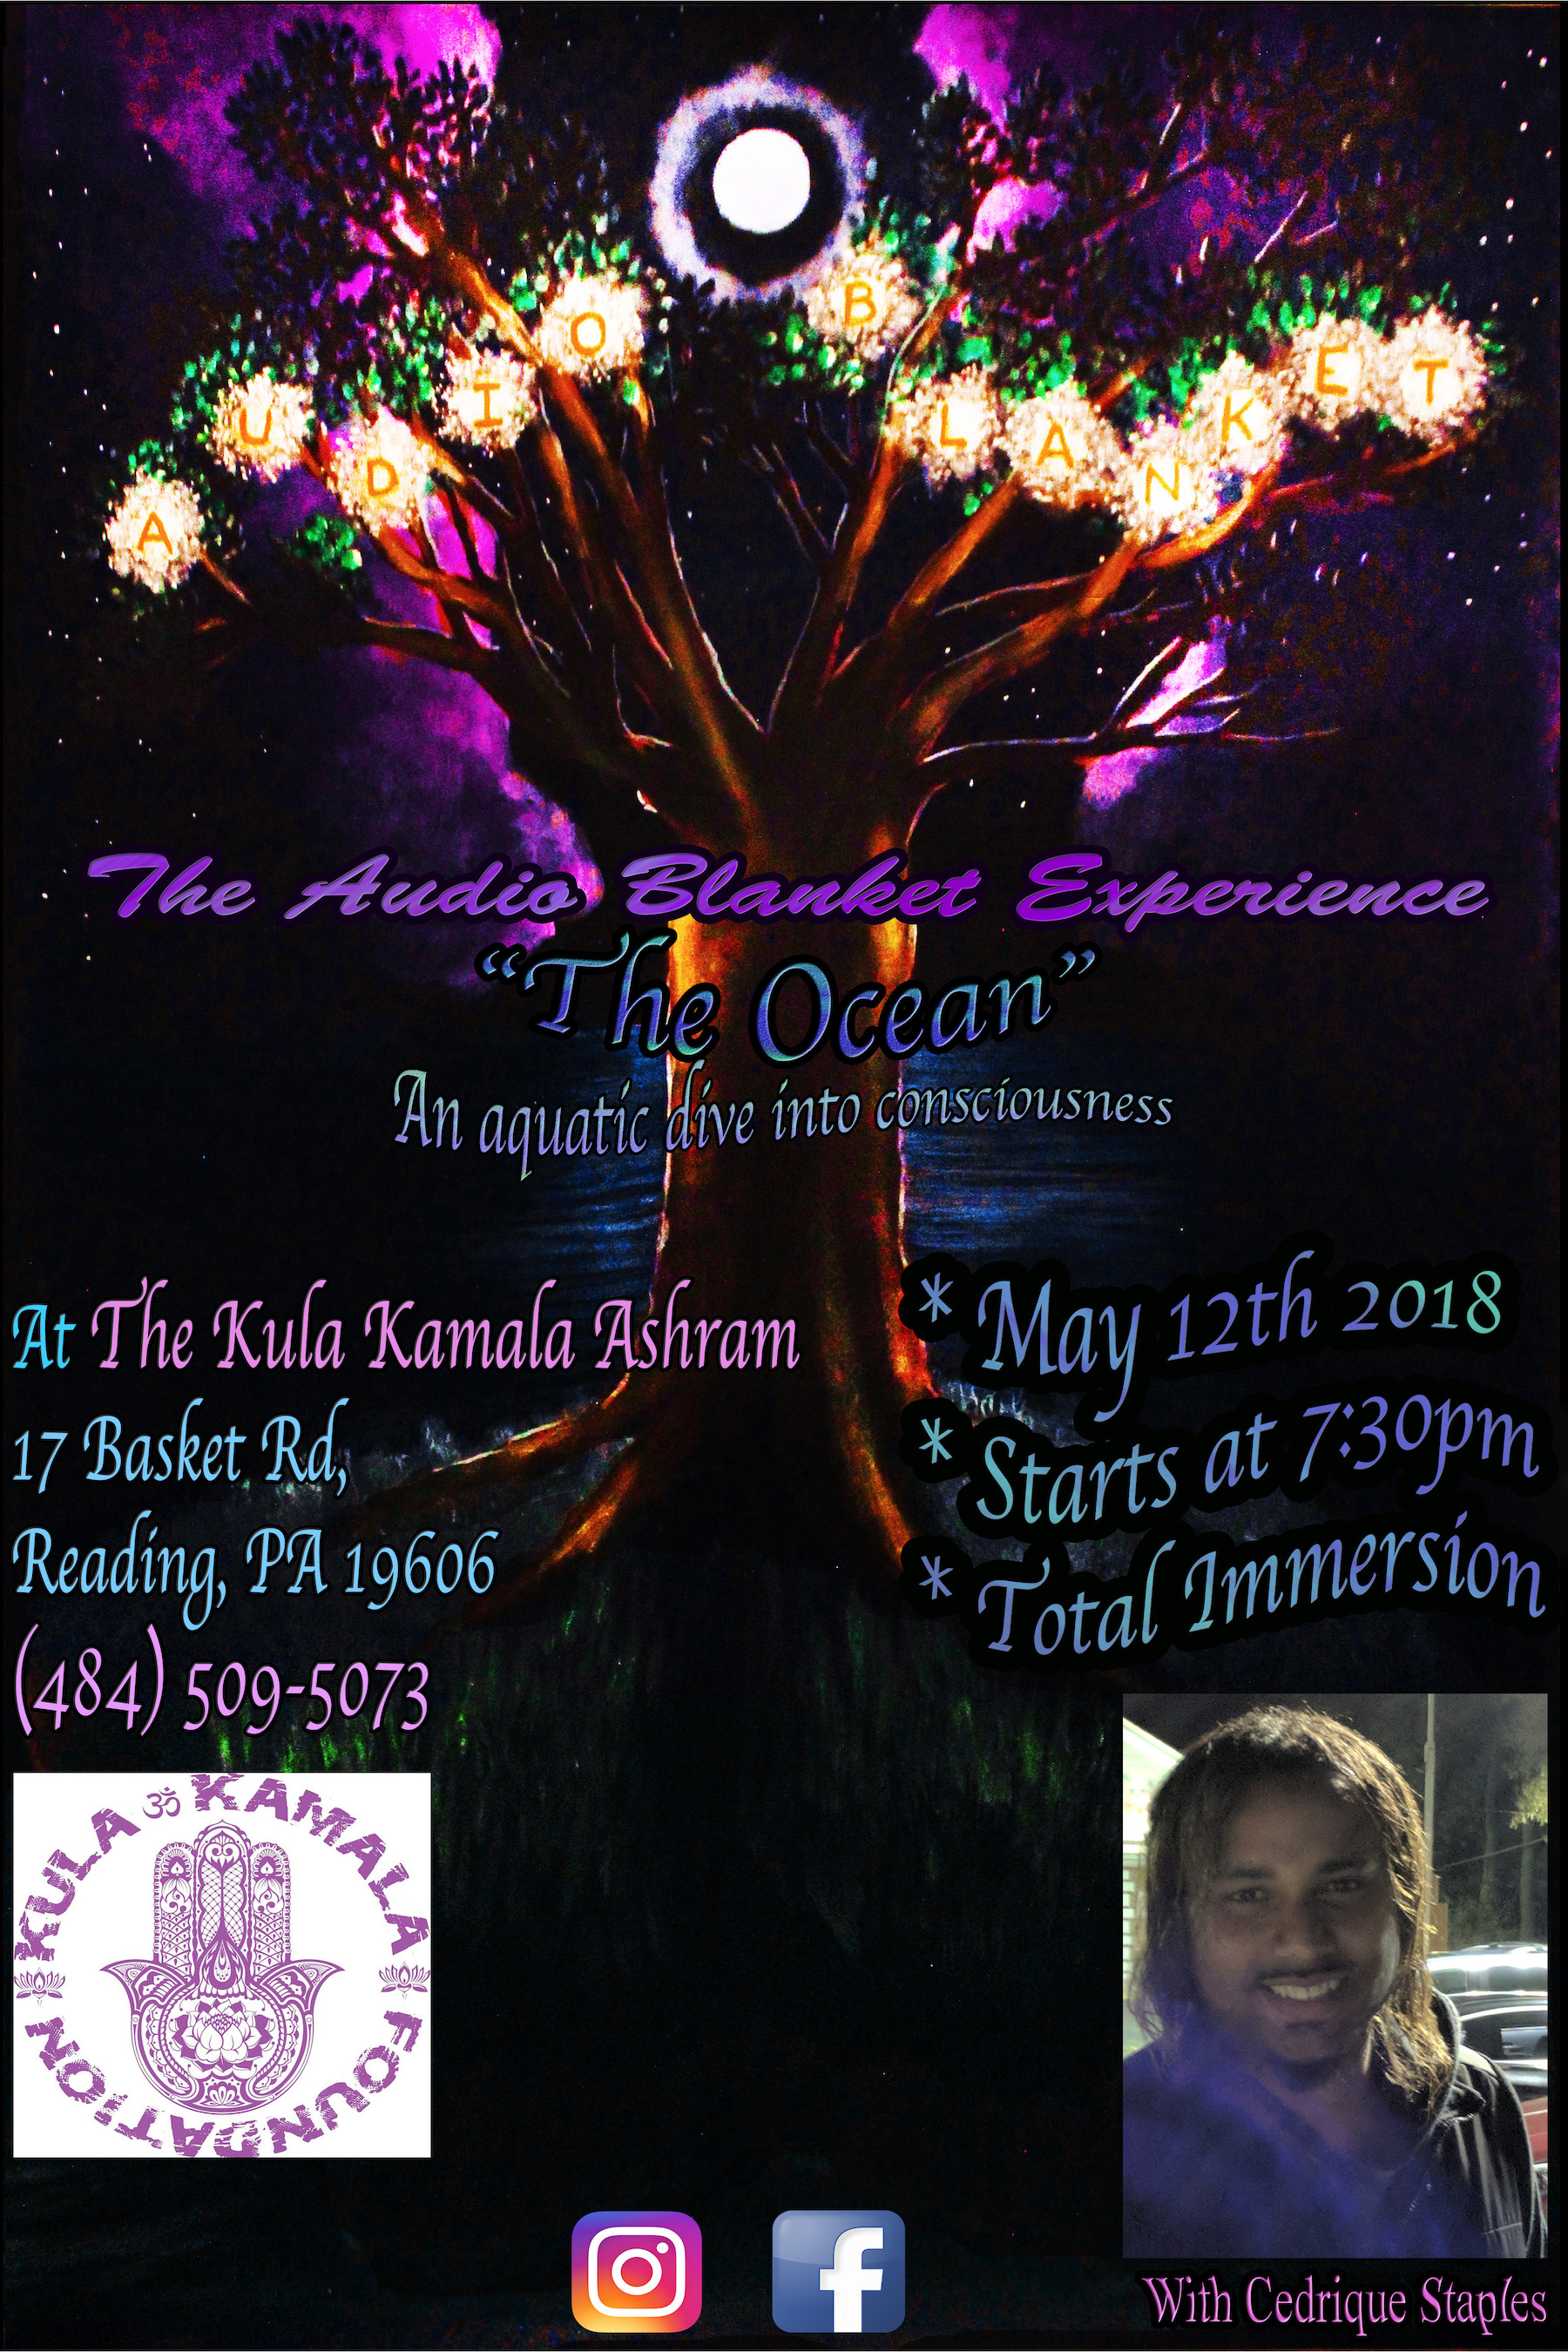 AUDIO BLANKET
The Audio Blanket Experience
“The Ocean”
An aquatic dive into consciousness
At The Kula Kamala Ashram
17 Basket Rd,
Reading, PA 19606
(484) 509-5073
* May 12th 2018
* Starts at 7:30pm
* Total Immersion
KULA ॐ KAMALA
FOUNDATION
f
With Cedrique Staples